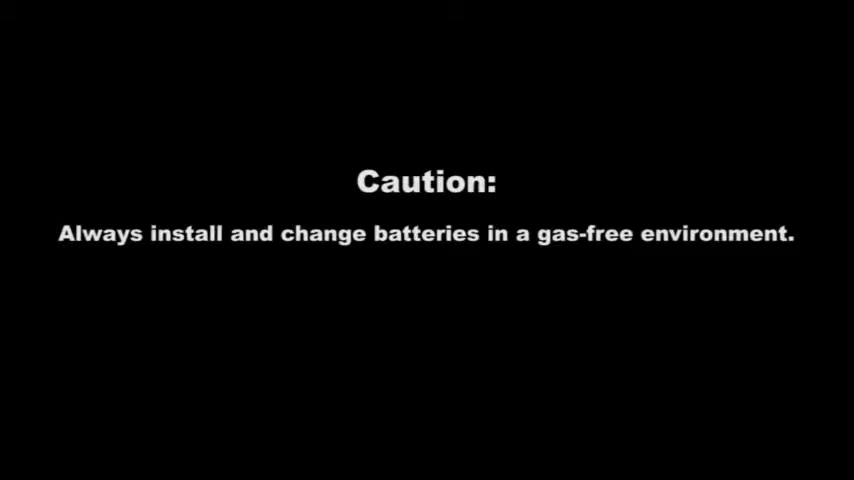 Caution:
Always install and change batteries in a gas-free environment.